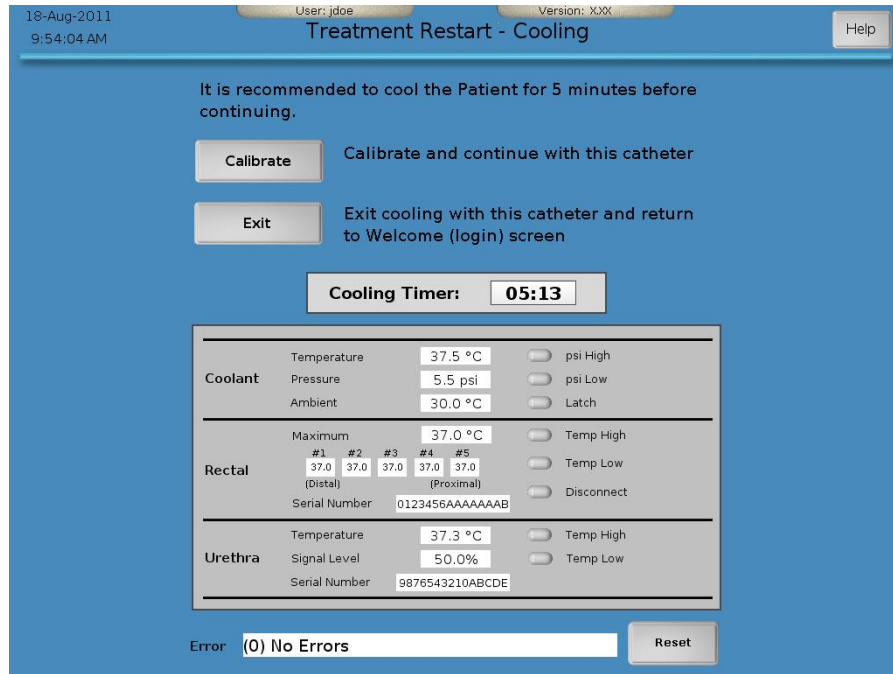 18-Aug-2011
9:54:04 AM
User: jdoe
Version: X.XX
Treatment Restart - Cooling
Help
It is recommended to cool the Patient for 5 minutes before
continuing.
Calibrate
Calibrate and continue with this catheter
Exit
Exit cooling with this catheter and return
to Welcome (login) screen
Cooling Timer: 05:13
Coolant
Temperature 37.5 °C psi High
Pressure 5.5 psi psi Low
Ambient 30.0 °C Latch
Rectal
Maximum 37.0 °C Temp High
#1 #2 #3 #4 #5
37.0 37.0 37.0 37.0 37.0 Temp Low
(Distal) (Proximal)
Disconnect
Serial Number 0123456AAAAAAAB
Urethra
Temperature 37.3 °C Temp High
Signal Level 50.0% Temp Low
Serial Number 9876543210ABCDE
Error (0) No Errors
Reset